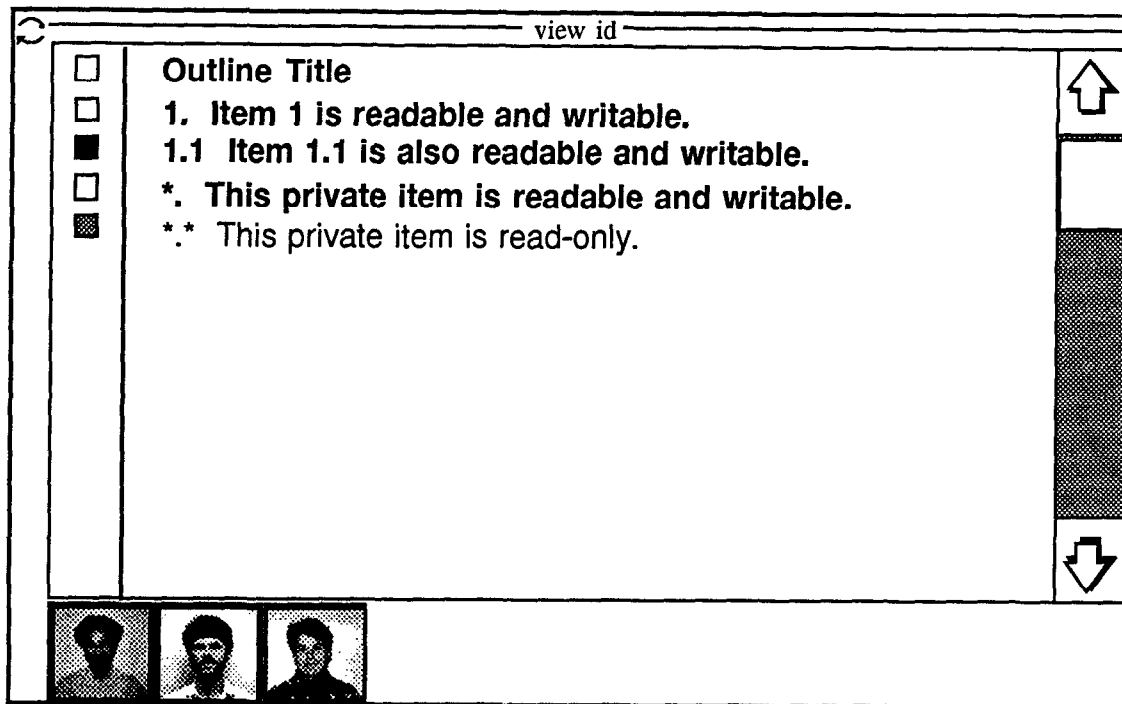 view id
Outline Title
1. Item 1 is readable and writable.
1.1 Item 1.1 is also readable and writable.
*. This private item is readable and writable.
*.* This private item is read-only.